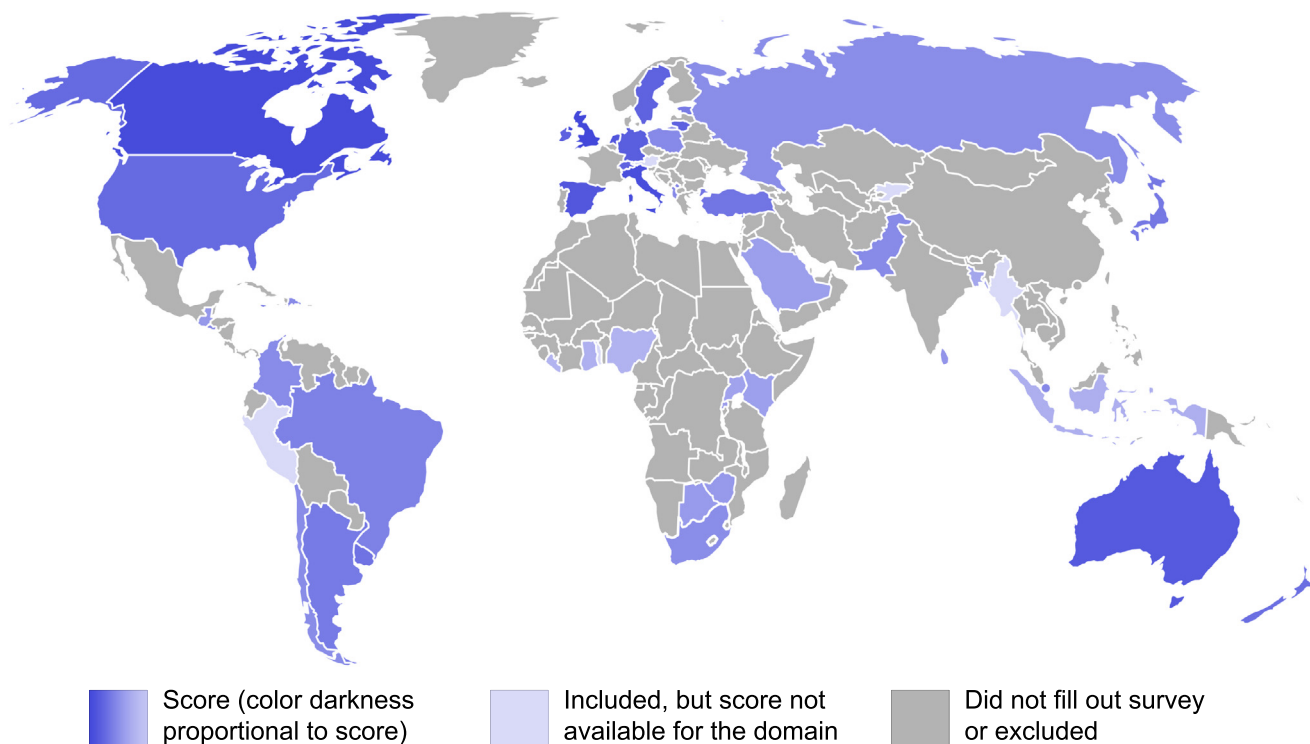 Score (color darkness
proportional to score)
Included, but score not
available for the domain
Did not fill out survey
or excluded